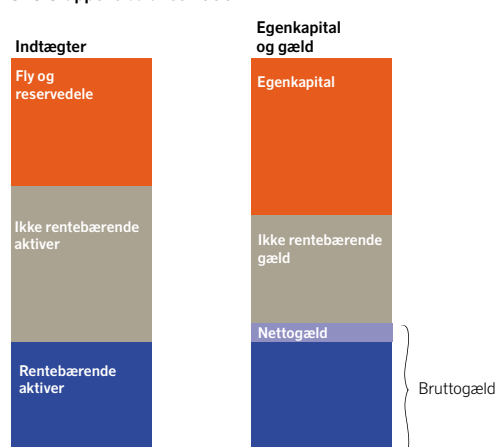 Indtægter
Egenkapital
og gæld
Fly og
reservedele
Ikke rentebærende
aktiver
Rentebærende
aktiver
Egenkapital
Ikke rentebærende
gæld
Nettogæld
Bruttogæld